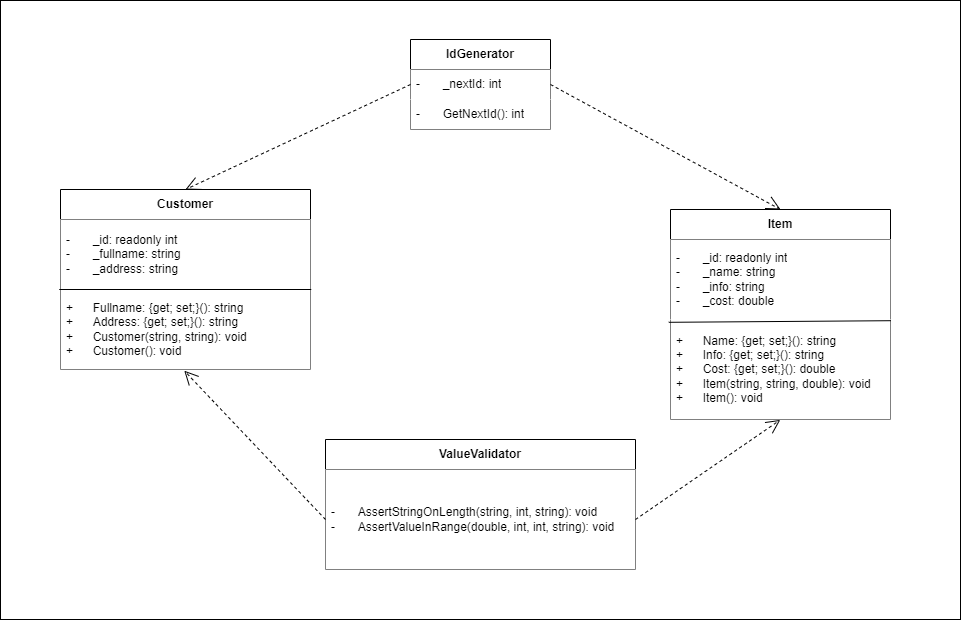 IdGenerator
- _nextId: int
- GetNextId(): int
Customer
- _id: readonly int
- _fullname: string
- _address: string
+ Fullname: {get; set;}(): string
+ Address: {get; set;}(): string
+ Customer(string, string): void
+ Customer(): void
Item
- _id: readonly int
- _name: string
- _info: string
- _cost: double
+ Name: {get; set;}(): string
+ Info: {get; set;}(): string
+ Cost: {get; set;}(): double
+ Item(string, string, double): void
+ Item(): void
ValueValidator
- AssertStringOnLength(string, int, string): void
- AssertValueInRange(double, int, int, string): void